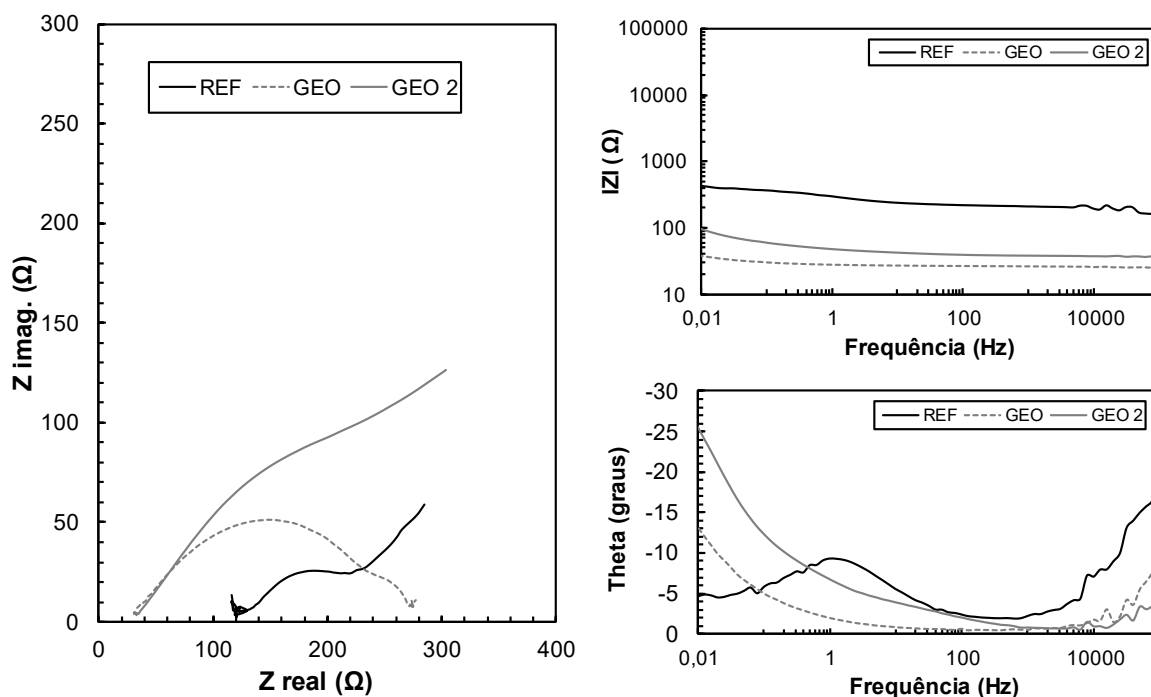 300
250
200
150
100
50
0
Z imag. (Ω)
REF GEO GEO 2
0 100 200 300 400
Z real (Ω)
100000
10000
1000
100
10
IZI ( Ω)
REF GEO GEO 2
0,01 1 100 10000
Frequência (Hz)
-30
-25
-20
-15
-10
-5
0
Theta (graus)
REF GEO GEO 2
0,01 1 100 10000
Frequência (Hz)